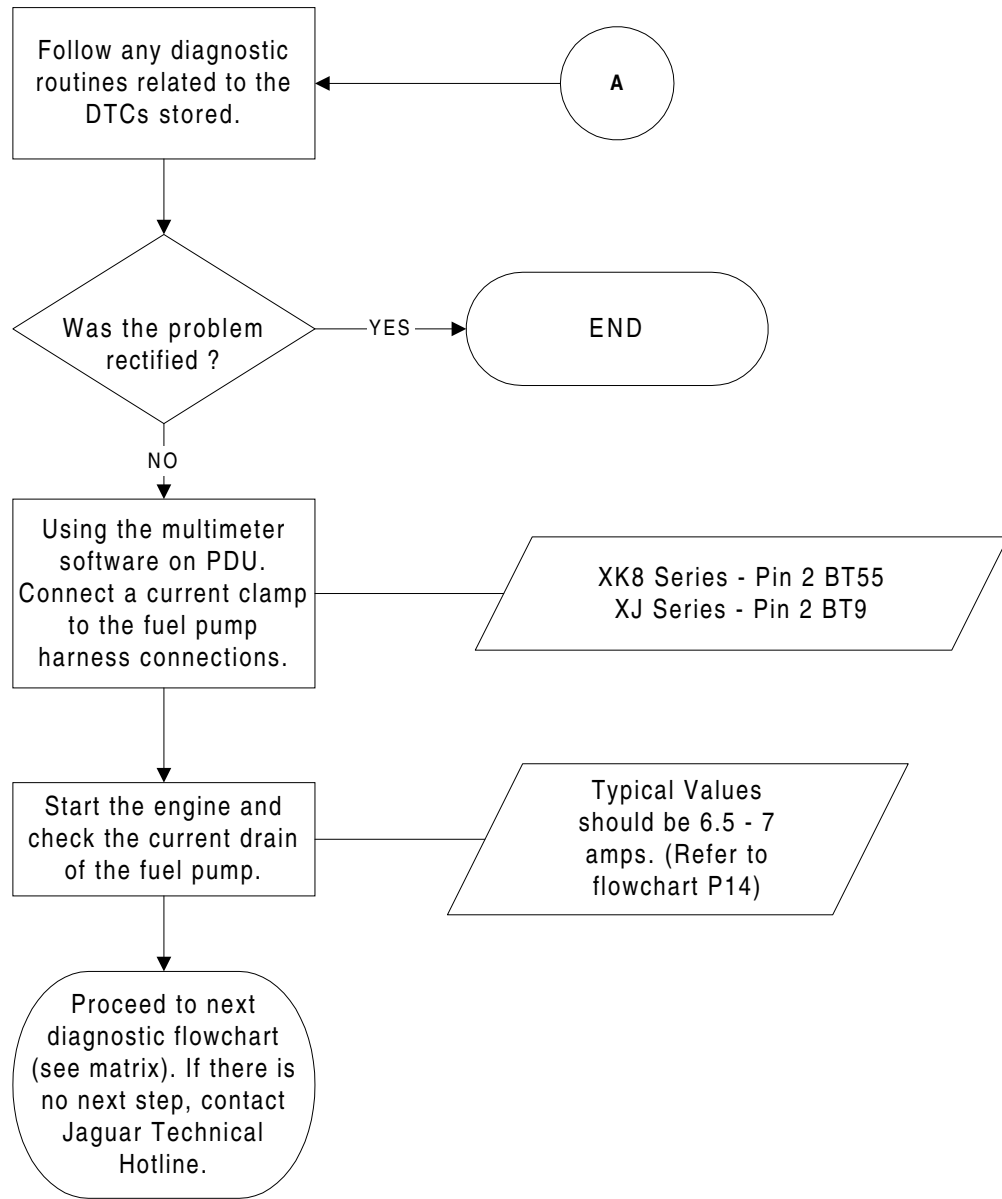 Follow any diagnostic
routines related to the
DTCs stored.
A
Was the problem
rectified ?
YES
END
NO
Using the multimeter
software on PDU.
Connect a current clamp
to the fuel pump
harness connections.
XK8 Series - Pin 2 BT55
XJ Series - Pin 2 BT9
Start the engine and
check the current drain
of the fuel pump.
Typical Values
should be 6.5 - 7
amps. (Refer to
flowchart P14)
Proceed to next
diagnostic flowchart
(see matrix). If there is
no next step, contact
Jaguar Technical
Hotline.